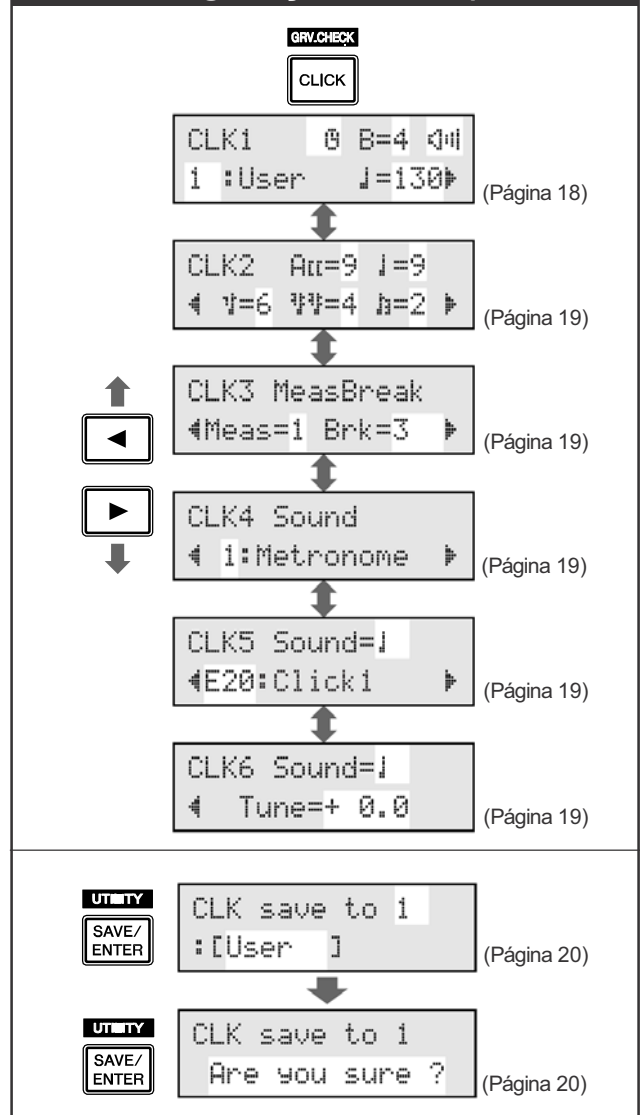 GRV.CHECK
CLICK
CLK1 B=4
1 :User ♩=130
(Página 18)
CLK2 Acc=9 ♩=9
=6 =4 =2
(Página 19)
CLK3 MeasBreak
Meas=1 Brk=3
(Página 19)
CLK4 Sound
1:Metronome
(Página 19)
CLK5 Sound=♩
E20:Click1
(Página 19)
CLK6 Sound=♩
Tune=+ 0.0
(Página 19)
UTILITY
SAVE/
ENTER
CLK save to 1
:[User ]
(Página 20)
UTILITY
SAVE/
ENTER
CLK save to 1
Are you sure ?
(Página 20)